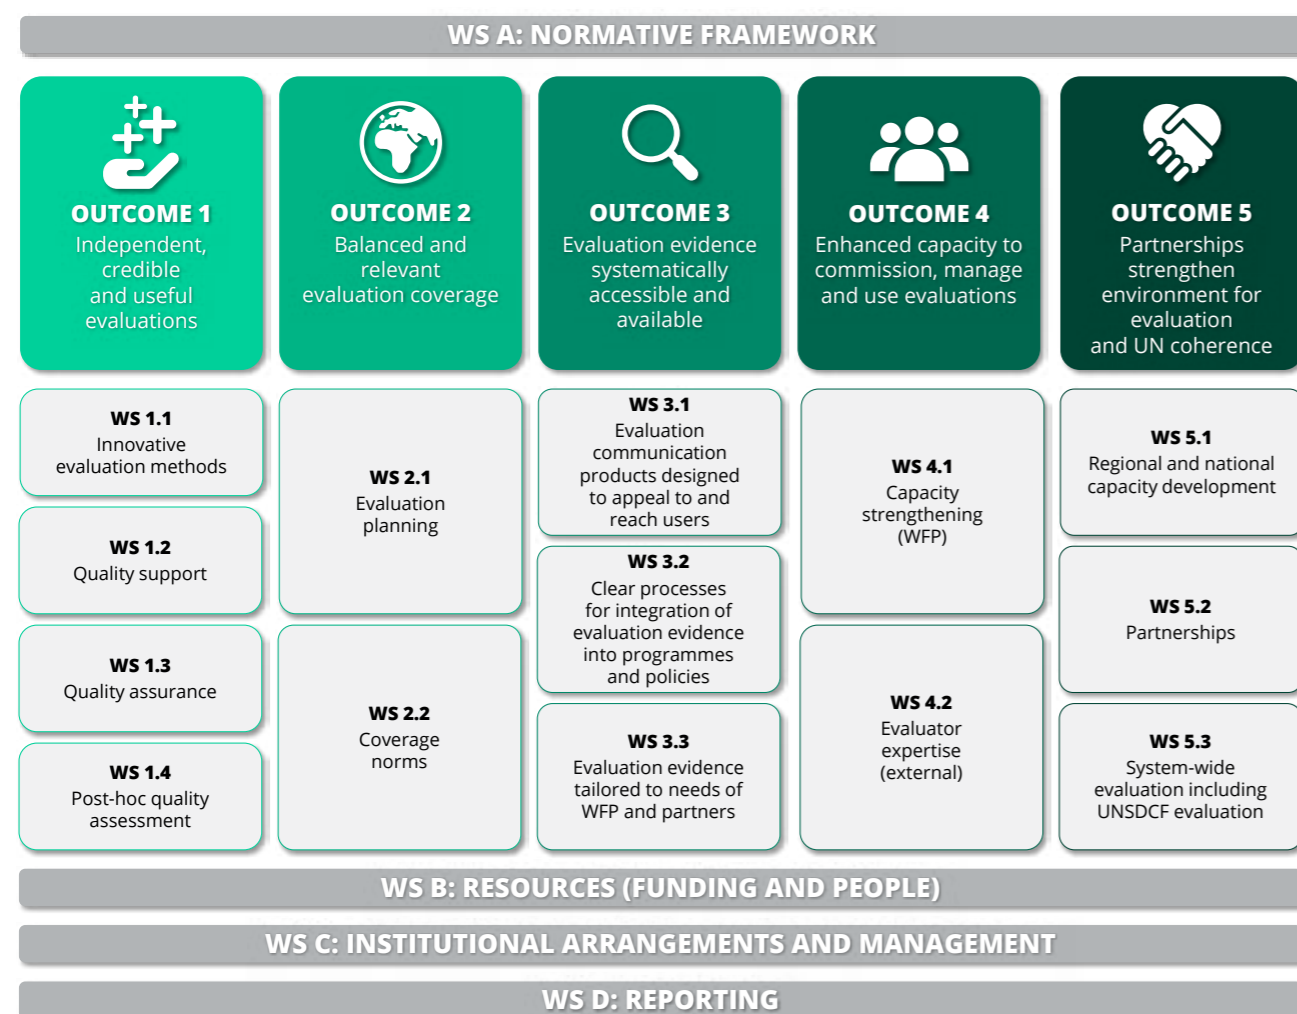 WS A: NORMATIVE FRAMEWORK
OUTCOME 1
Independent,
credible
and useful
evaluations
OUTCOME 2
Balanced and
relevant
evaluation coverage
OUTCOME 3
Evaluation evidence
systematically
accessible and
available
OUTCOME 4
Enhanced capacity to
commission, manage
and use evaluations
OUTCOME 5
Partnerships
strengthen
environment for
evaluation
and UN coherence
WS 1.1
Innovative
evaluation methods
WS 1.2
Quality support
WS 1.3
Quality assurance
WS 1.4
Post-hoc quality
assessment
WS 2.1
Evaluation
planning
WS 2.2
Coverage
norms
WS 3.1
Evaluation
communication
products designed
to appeal to and
reach users
WS 3.2
Clear processes
for integration of
evaluation evidence
into programmes
and policies
WS 3.3
Evaluation evidence
tailored to needs of
WFP and partners
WS 4.1
Capacity
strengthening
(WFP)
WS 4.2
Evaluator
expertise
(external)
WS 5.1
Regional and national
capacity development
WS 5.2
Partnerships
WS 5.3
System-wide
evaluation including
UNSDCF evaluation
WS B: RESOURCES (FUNDING AND PEOPLE)
WS C: INSTITUTIONAL ARRANGEMENTS AND MANAGEMENT
WS D: REPORTING